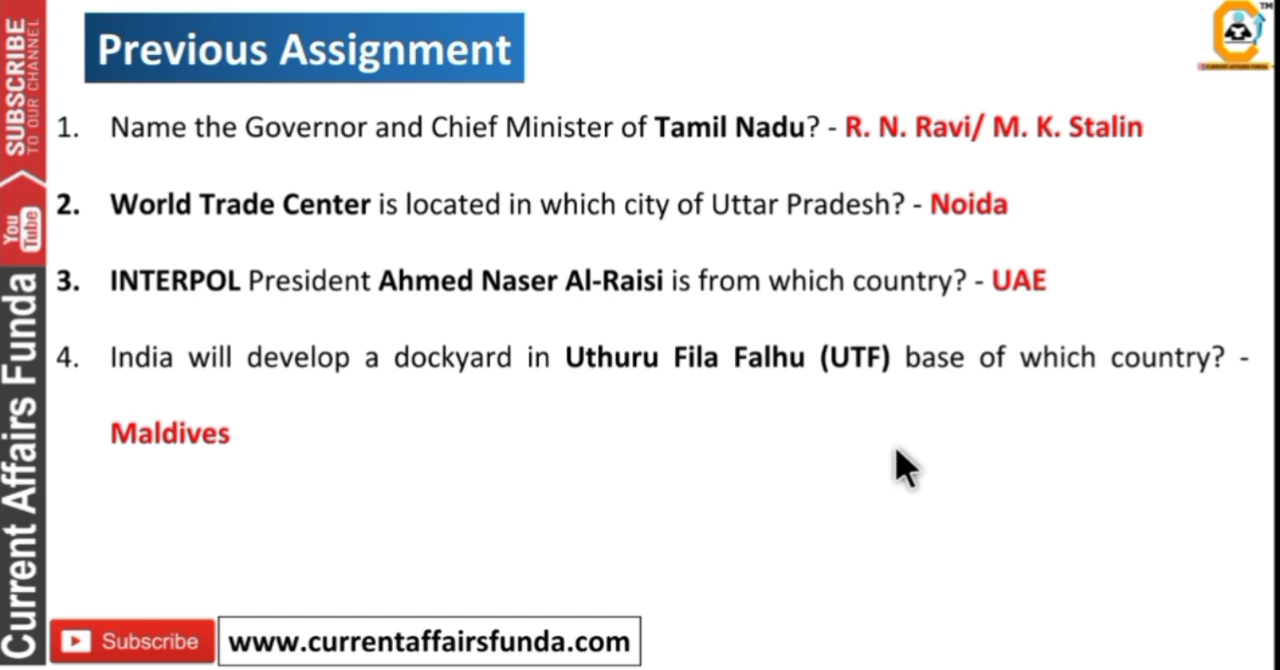 Previous Assignment
1. Name the Governor and Chief Minister of Tamil Nadu? - R. N. Ravi/ M. K. Stalin
2. World Trade Center is located in which city of Uttar Pradesh? - Noida
3. INTERPOL President Ahmed Naser Al-Raisi is from which country? - UAE
4. India will develop a dockyard in Uthuru Fila Falhu (UTF) base of which country? -
Maldives
SUBSCRIBE
TO OUR CHANNEL
You
Tube
Current Affairs Funda
TM
CURRENT AFFAIRS FUNDA
Subscribe
www.currentaffairsfunda.com